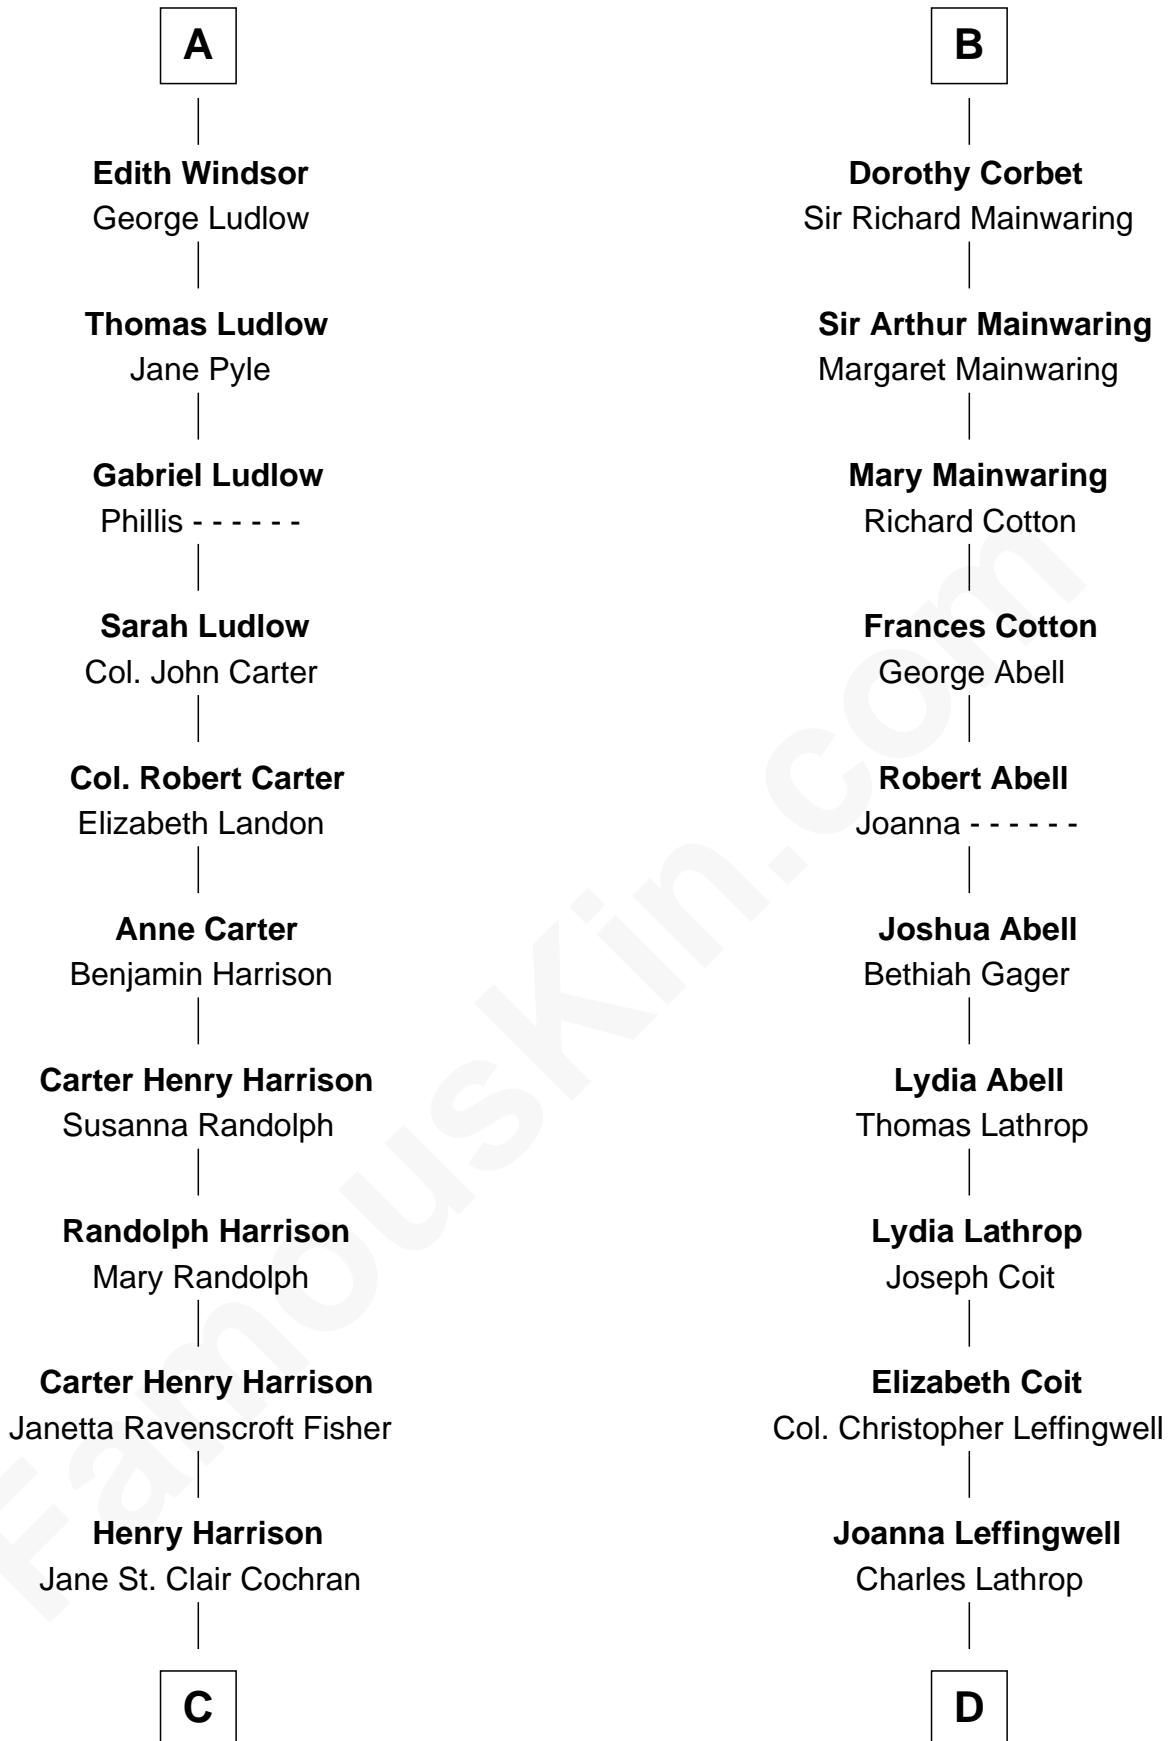 A
Edith Windsor
George Ludlow
Thomas Ludlow
Jane Pyle
Gabriel Ludlow
Phillis - - - - - -
Sarah Ludlow
Col. John Carter
Col. Robert Carter
Elizabeth Landon
Anne Carter
Benjamin Harrison
Carter Henry Harrison
Susanna Randolph
Randolph Harrison
Mary Randolph
Carter Henry Harrison
Janetta Ravenscroft Fisher
Henry Harrison
Jane St. Clair Cochran
C
B
Dorothy Corbet
Sir Richard Mainwaring
Sir Arthur Mainwaring
Margaret Mainwaring
Mary Mainwaring
Richard Cotton
Frances Cotton
George Abell
Robert Abell
Joanna - - - - - -
Joshua Abell
Bethiah Gager
Lydia Abell
Thomas Lathrop
Lydia Lathrop
Joseph Coit
Elizabeth Coit
Col. Christopher Leffingwell
Joanna Leffingwell
Charles Lathrop
D
FamousKin.com